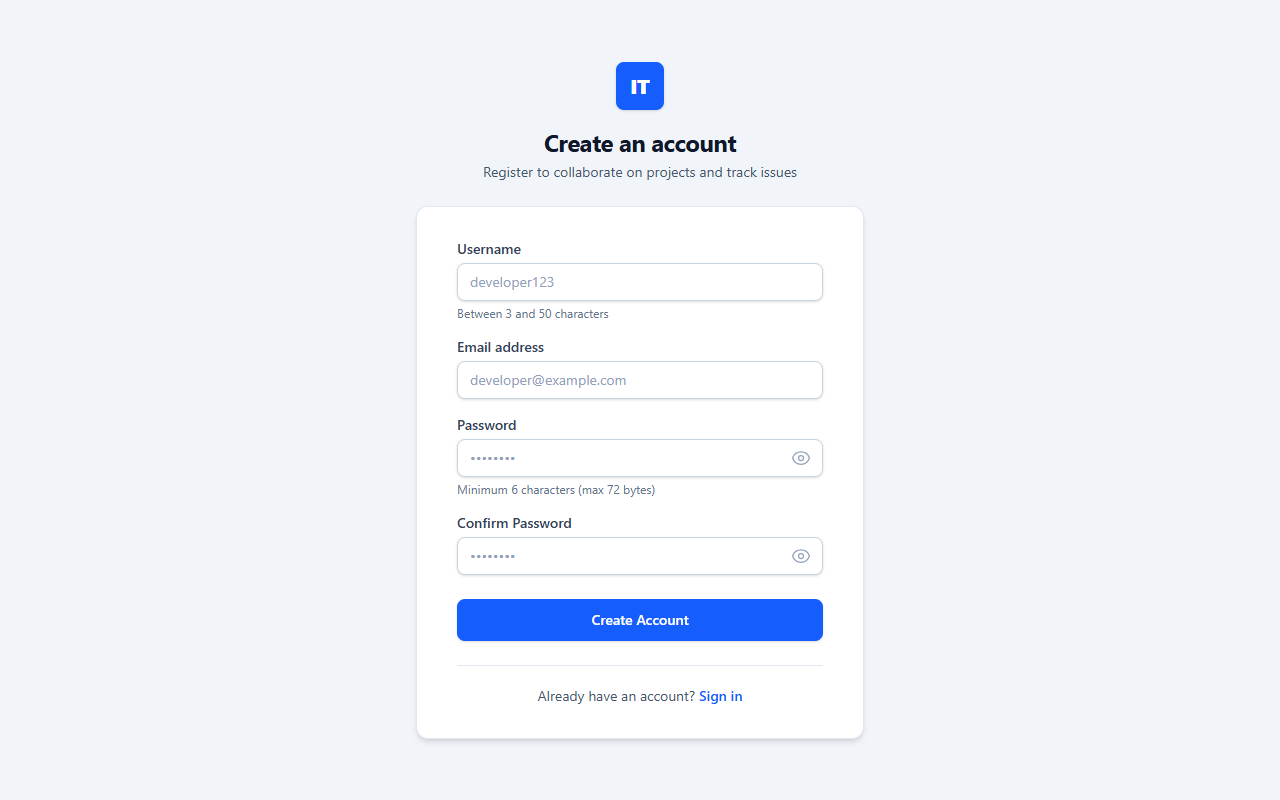 IT
Create an account
Register to collaborate on projects and track issues
Username
developer123
Between 3 and 50 characters
Email address
developer@example.com
Password
••••••••
Minimum 6 characters (max 72 bytes)
Confirm Password
••••••••
Create Account
Already have an account? Sign in